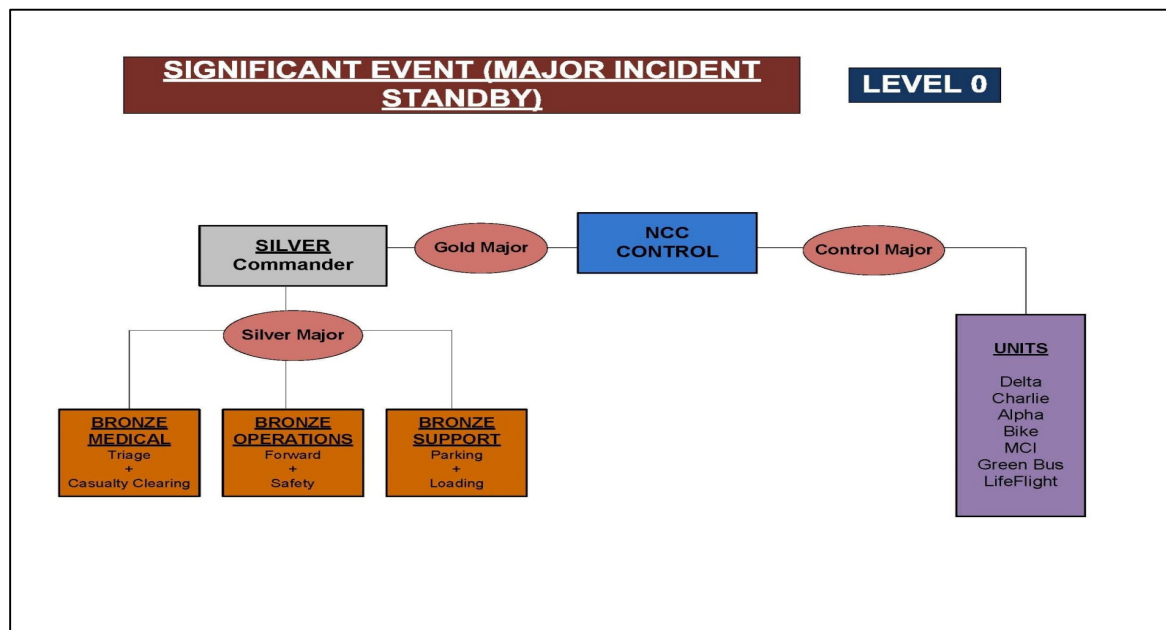 SIGNIFICANT EVENT (MAJOR INCIDENT
STANDBY)
LEVEL 0
SILVER
Commander
Gold Major
NCC
CONTROL
Control Major
Silver Major
UNITS
Delta
Charlie
Alpha
Bike
MCI
Green Bus
LifeFlight
BRONZE
MEDICAL
Triage
+
Casualty Clearing
BRONZE
OPERATIONS
Forward
+
Safety
BRONZE
SUPPORT
Parking
+
Loading